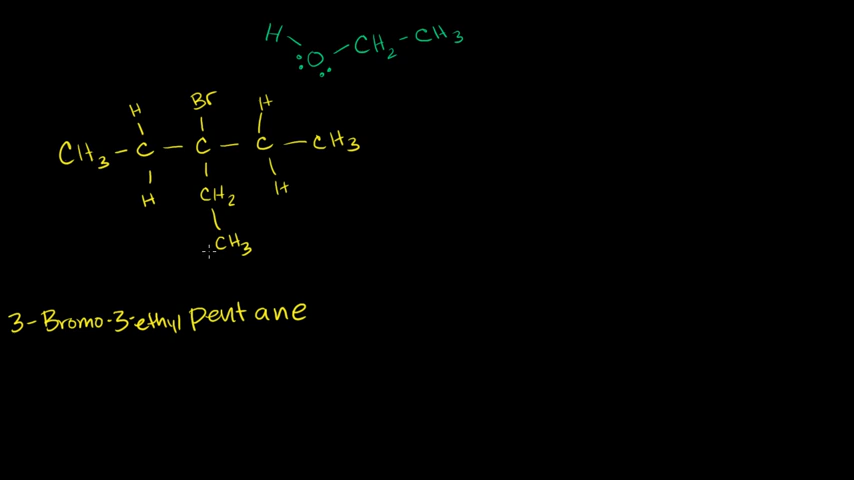 H
:O: - CH2 - CH3
H Br H
CH3 - C - C - C - CH3
H CH2 H
CH3
3-Bromo-3-ethyl pentane